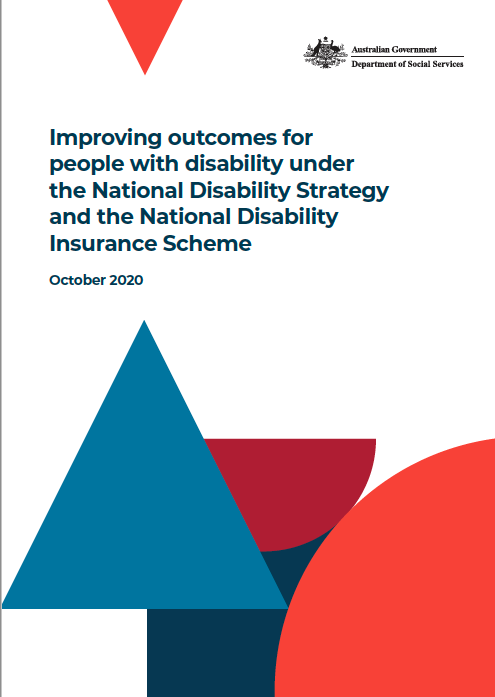 Australian Government
Department of Social Services
Improving outcomes for
people with disability under
the National Disability Strategy
and the National Disability
Insurance Scheme
October 2020